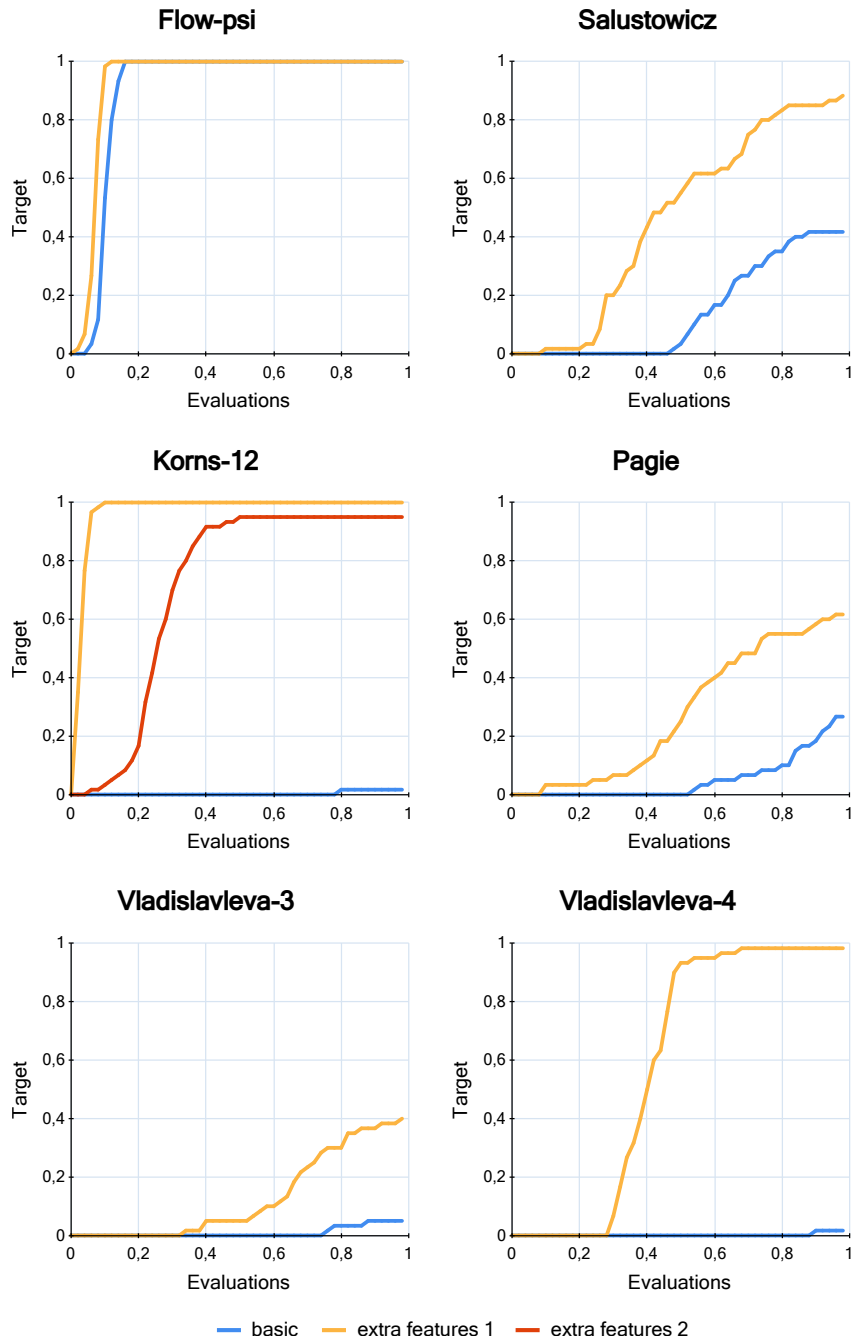 Flow-psi
1
0,8
0,6
0,4
0,2
0
Target
0 0,2 0,4 0,6 0,8 1
Evaluations
Salustowicz
1
0,8
0,6
0,4
0,2
0
Target
0 0,2 0,4 0,6 0,8 1
Evaluations
Korns-12
1
0,8
0,6
0,4
0,2
0
Target
0 0,2 0,4 0,6 0,8 1
Evaluations
Pagie
1
0,8
0,6
0,4
0,2
0
Target
0 0,2 0,4 0,6 0,8 1
Evaluations
Vladislavleva-3
1
0,8
0,6
0,4
0,2
0
Target
0 0,2 0,4 0,6 0,8 1
Evaluations
Vladislavleva-4
1
0,8
0,6
0,4
0,2
0
Target
0 0,2 0,4 0,6 0,8 1
Evaluations
basic extra features 1 extra features 2